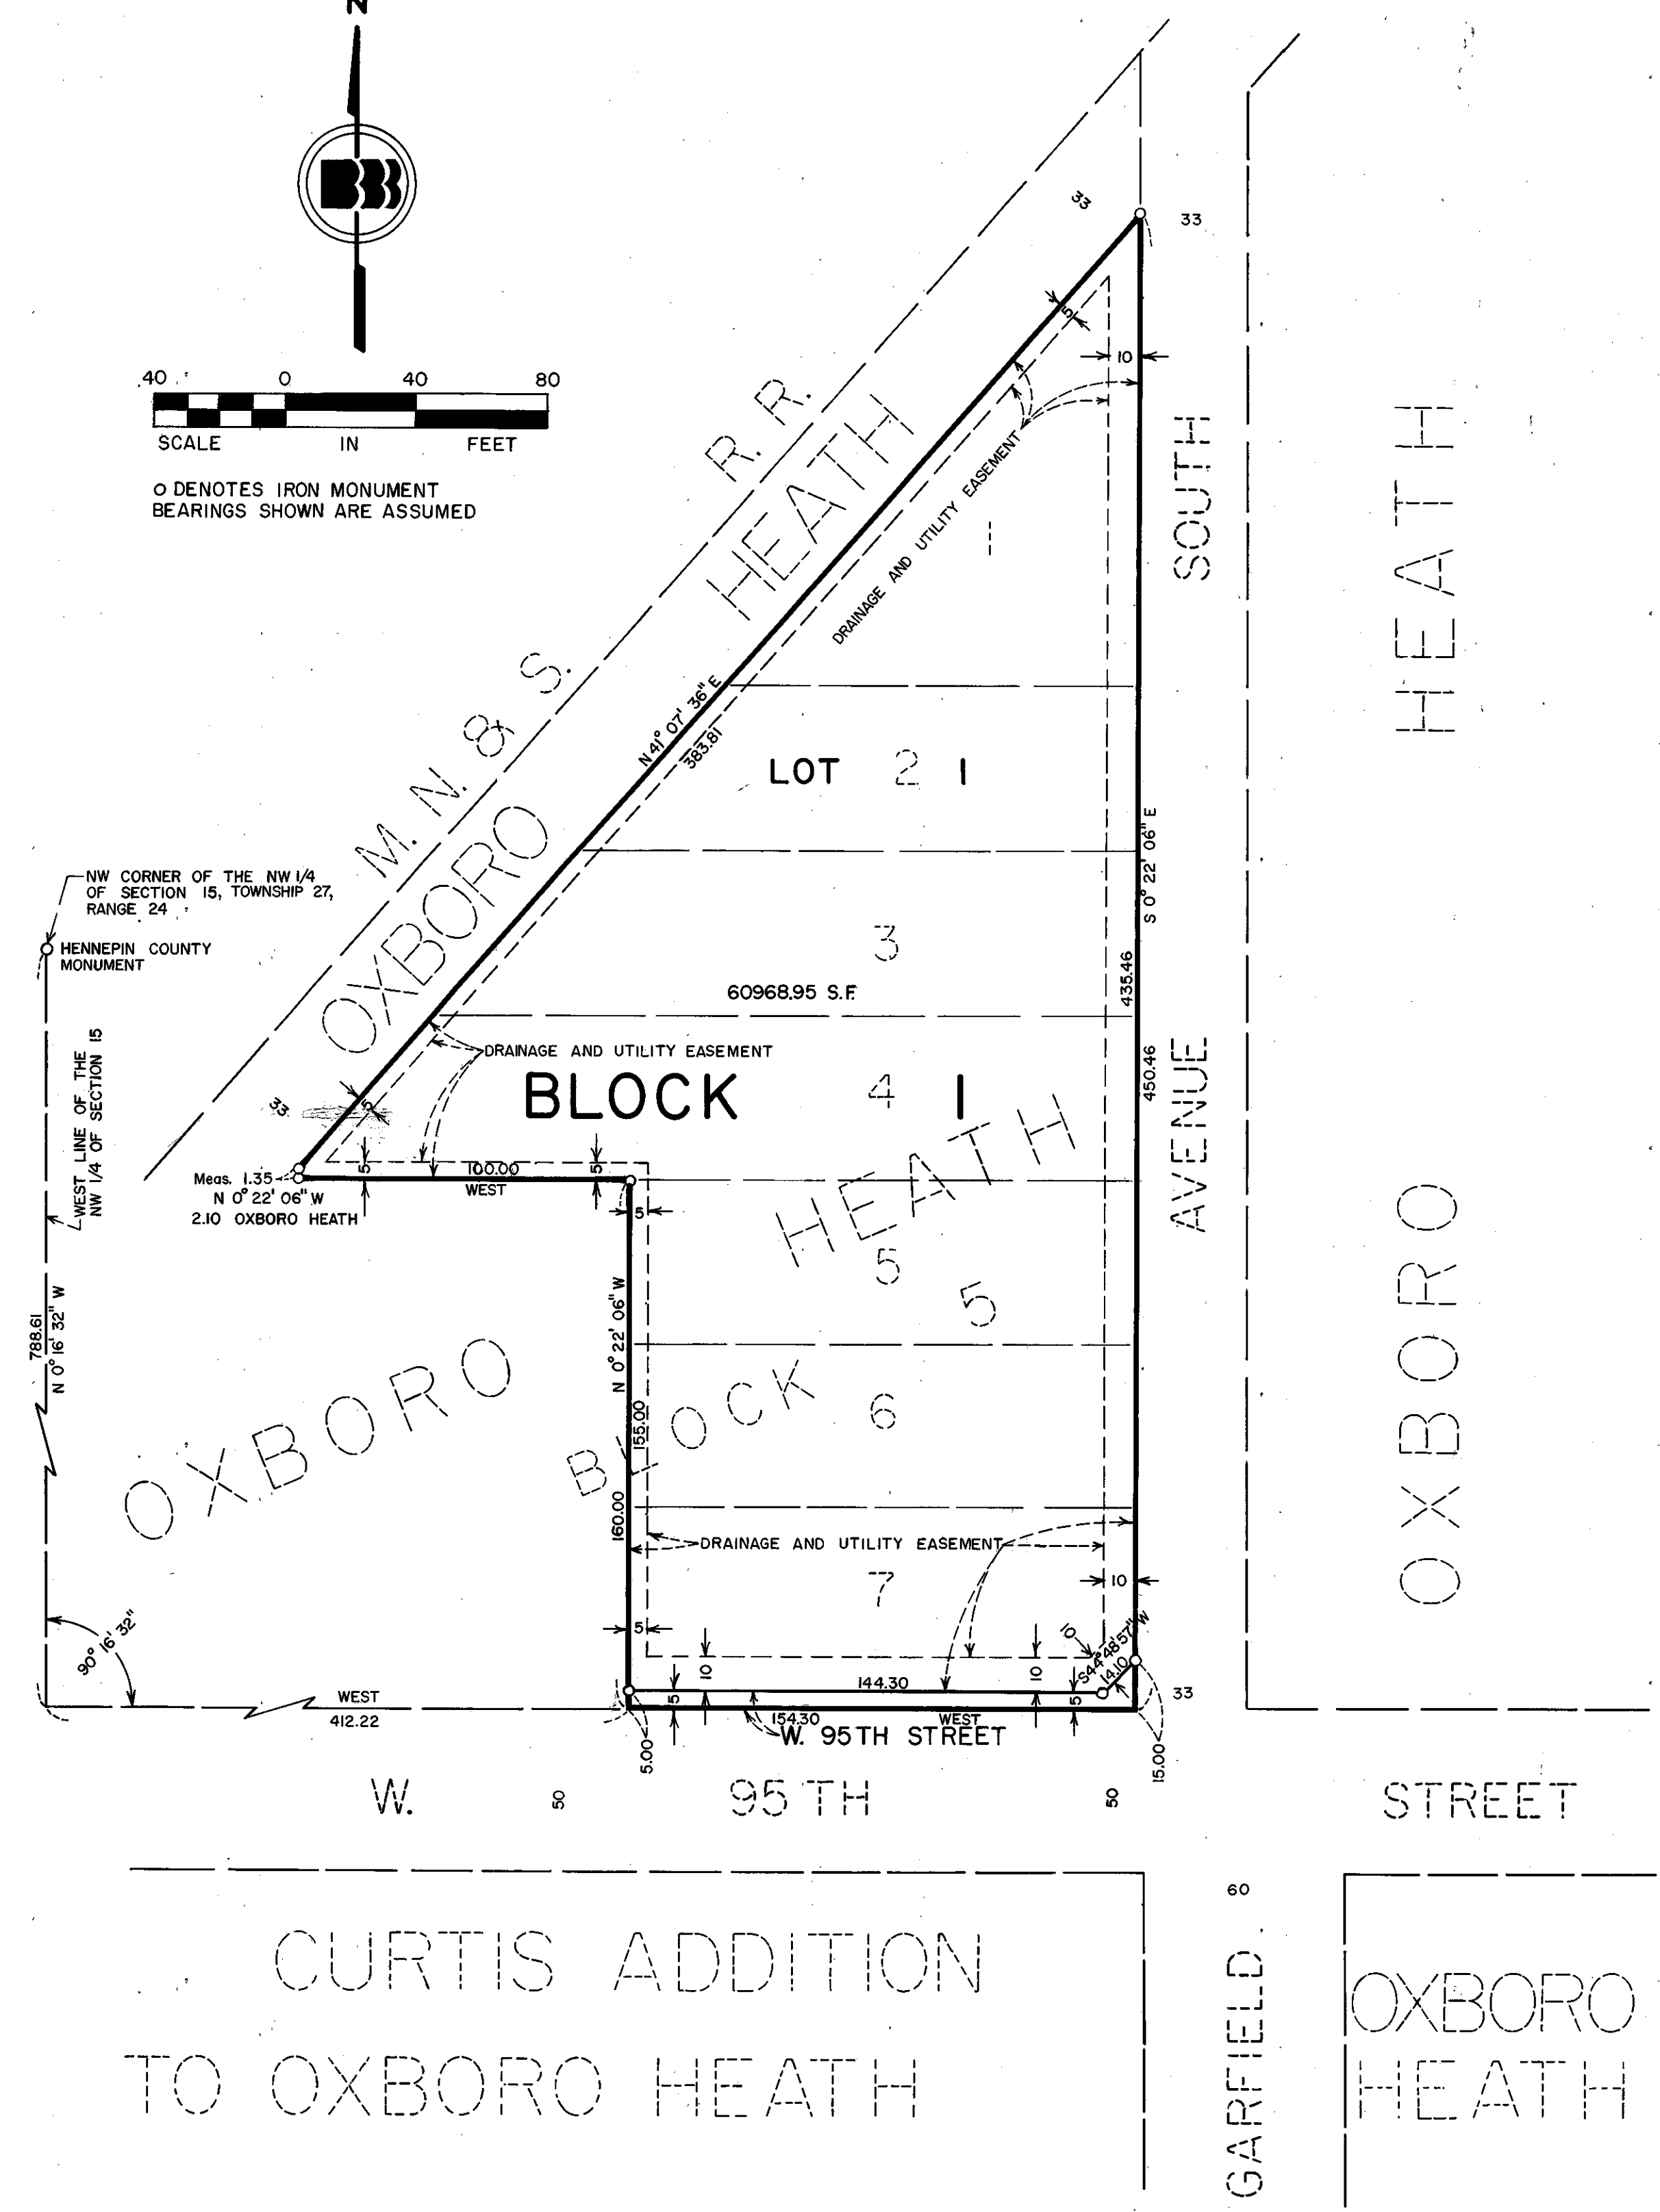 N
40 0 40 80
SCALE IN FEET
O DENOTES IRON MONUMENT
BEARINGS SHOWN ARE ASSUMED
33
33
5
10
M. N. & S. R. R.
OXBORO HEATH
DRAINAGE AND UTILITY EASEMENT
1
SOUTH
HEATH
N 41° 07' 36" E
383.81
LOT 2 1
S 0° 22' 06" E
435.46
450.46
3
60968.95 S.F.
NW CORNER OF THE NW 1/4
OF SECTION 15, TOWNSHIP 27,
RANGE 24
HENNEPIN COUNTY
MONUMENT
WEST LINE OF THE
NW 1/4 OF SECTION 15
DRAINAGE AND UTILITY EASEMENT
BLOCK 4 1
AVENUE
33
5
Meas. 1.35
N 0° 22' 06" W
2.10 OXBORO HEATH
5
100.00
WEST
5
5
HEATH
5
5
788.61
N 0° 16' 32" W
N 0° 22' 06" W
155.00
160.00
OXBORO
BLOCK
6
OXBORO
DRAINAGE AND UTILITY EASEMENT
7
10
5
10
S 44° 48' 57" W
14.10
90° 16' 32"
10
10
144.30
5
5
33
WEST
412.22
154.30
WEST
W. 95TH STREET
5.00
15.00
W. 50 95TH 50 STREET
60
CURTIS ADDITION
TO OXBORO HEATH
GARFIELD
OXBORO
HEATH